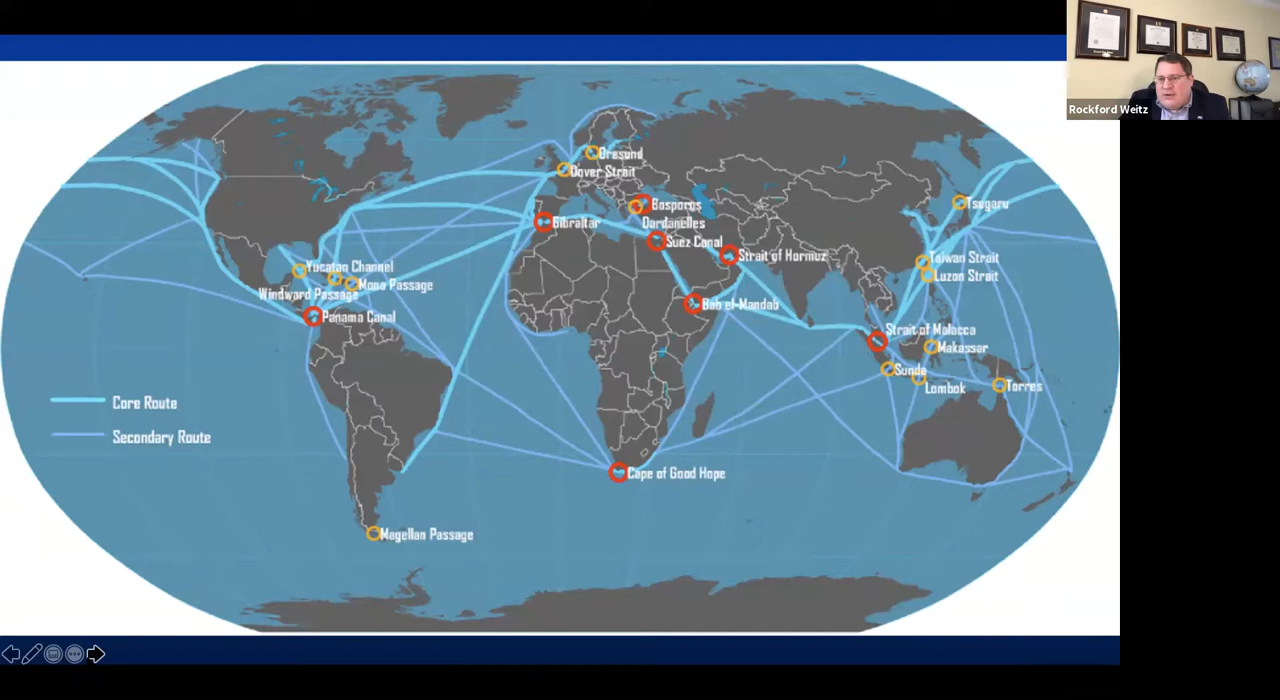 Rockford Weitz
Oresund
Dover Strait
Bosporus
Tsugaru
Gibraltar
Dardanelles
Suez Canal
Strait of Hormuz
Taiwan Strait
Yucatan Channel
Luzon Strait
Mona Passage
Windward Passage
Bab el-Mandab
Panama Canal
Strait of Malacca
Makassar
Sunda
Lombok
Torres
Core Route
Secondary Route
Cape of Good Hope
Magellan Passage